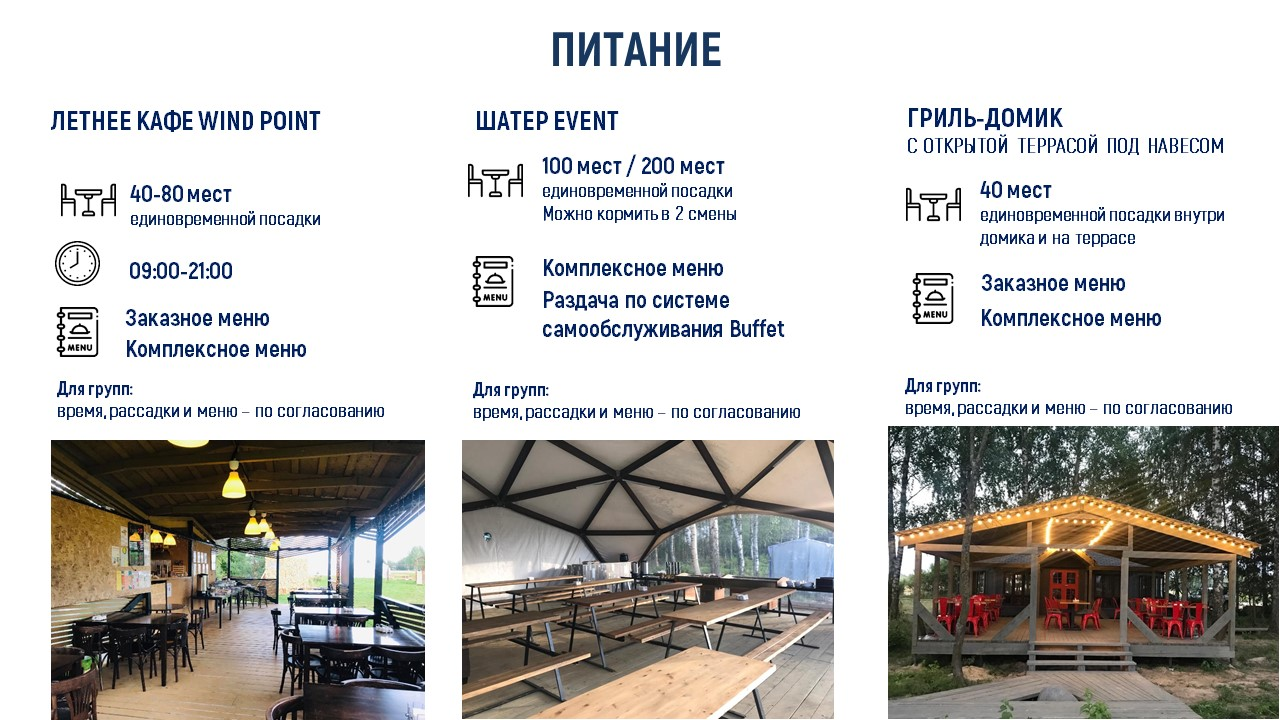 ПИТАНИЕ
ЛЕТНЕЕ КАФЕ WIND POINT
40-80 мест
единовременной посадки
09:00-21:00
MENU
Заказное меню
Комплексное меню
Для групп:
время, рассадки и меню – по согласованию
ШАТЕР EVENT
100 мест / 200 мест
единовременной посадки
Можно кормить в 2 смены
MENU
Комплексное меню
Раздача по системе
самообслуживания Buffet
Для групп:
время, рассадки и меню – по согласованию
ГРИЛЬ-ДОМИК
С ОТКРЫТОЙ ТЕРРАСОЙ ПОД НАВЕСОМ
40 мест
единовременной посадки внутри
домика и на террасе
MENU
Заказное меню
Комплексное меню
Для групп:
время, рассадки и меню – по согласованию